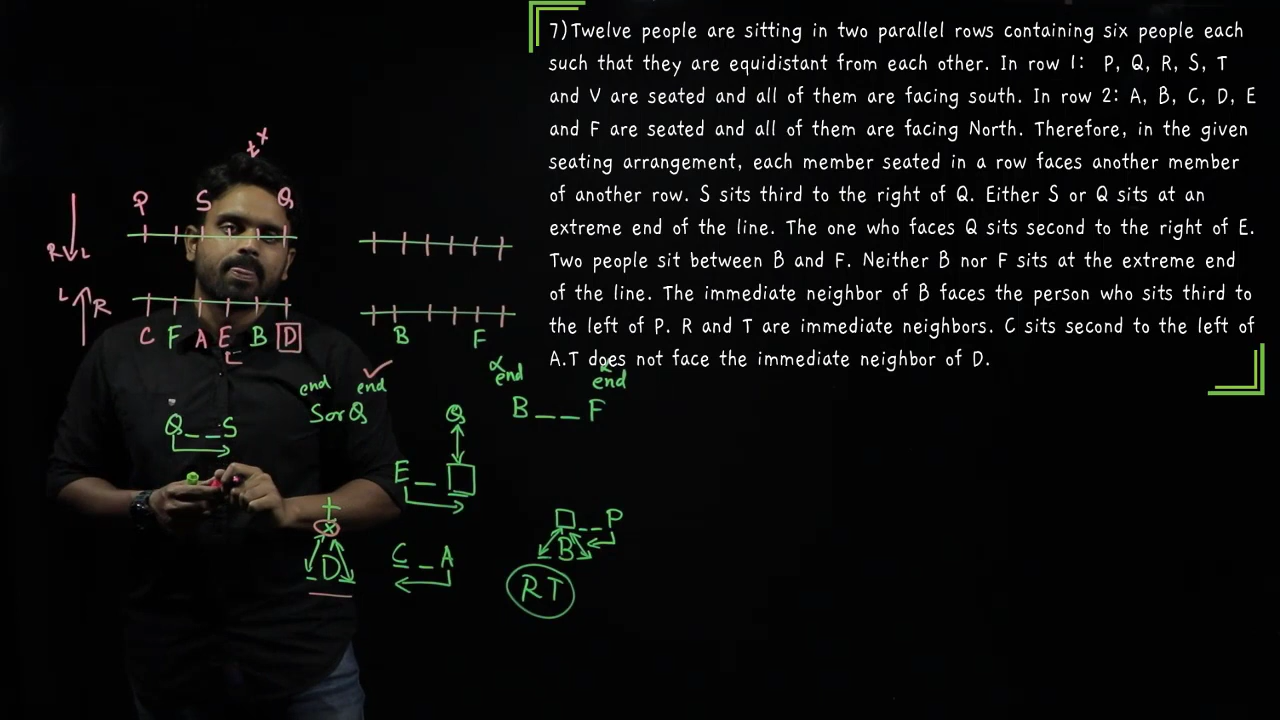 7)Twelve people are sitting in two parallel rows containing six people each
such that they are equidistant from each other. In row 1: P, Q, R, S, T
and V are seated and all of them are facing south. In row 2: A, B, C, D, E
and F are seated and all of them are facing North. Therefore, in the given
seating arrangement, each member seated in a row faces another member
of another row. S sits third to the right of Q. Either S or Q sits at an
extreme end of the line. The one who faces Q sits second to the right of E.
Two people sit between B and F. Neither B nor F sits at the extreme end
of the line. The immediate neighbor of B faces the person who sits third to
the left of P. R and T are immediate neighbors. C sits second to the left of
A.T does not face the immediate neighbor of D.
t x
P S Q
R L
L R
C F A E B D
B F
end end
S or Q
x end x end
B _ _ F
Q _ _ S
Q
E _
_ _ P
B
t
x
_ D _
C _ A
R T